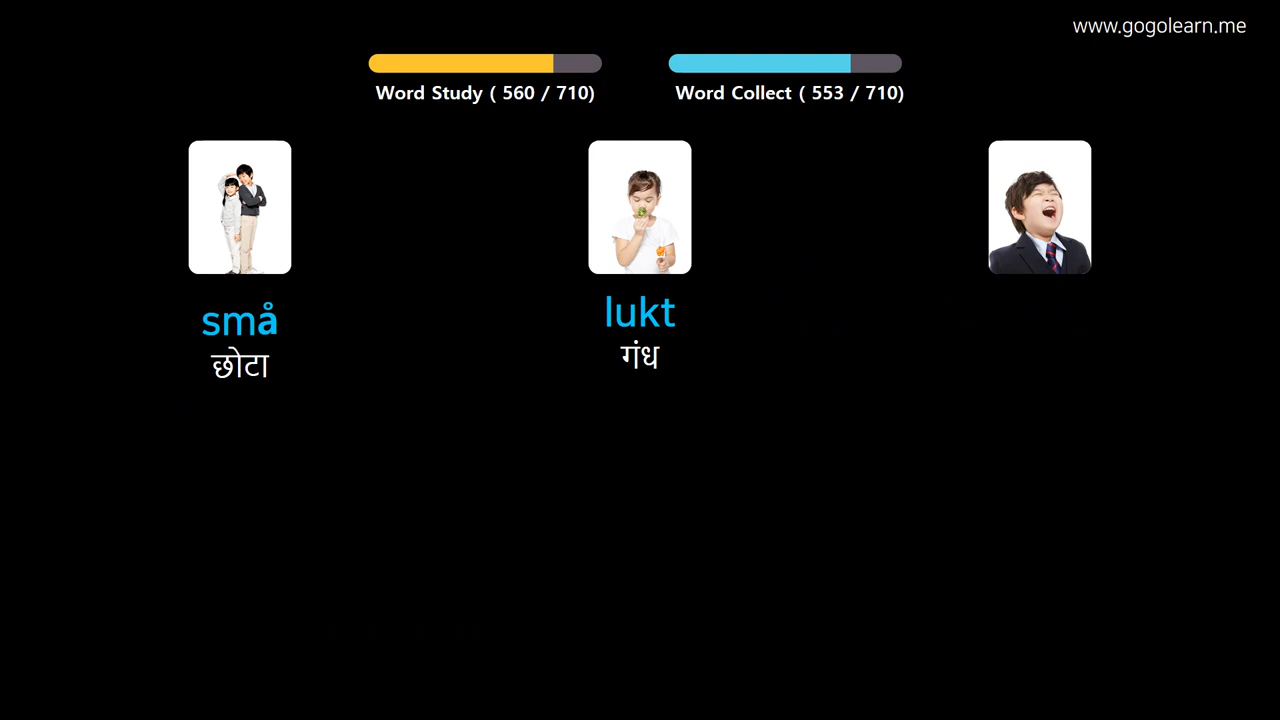 www.gogolearn.me
Word Study ( 560 / 710)
Word Collect ( 553 / 710)
små
छोटा
lukt
गंध